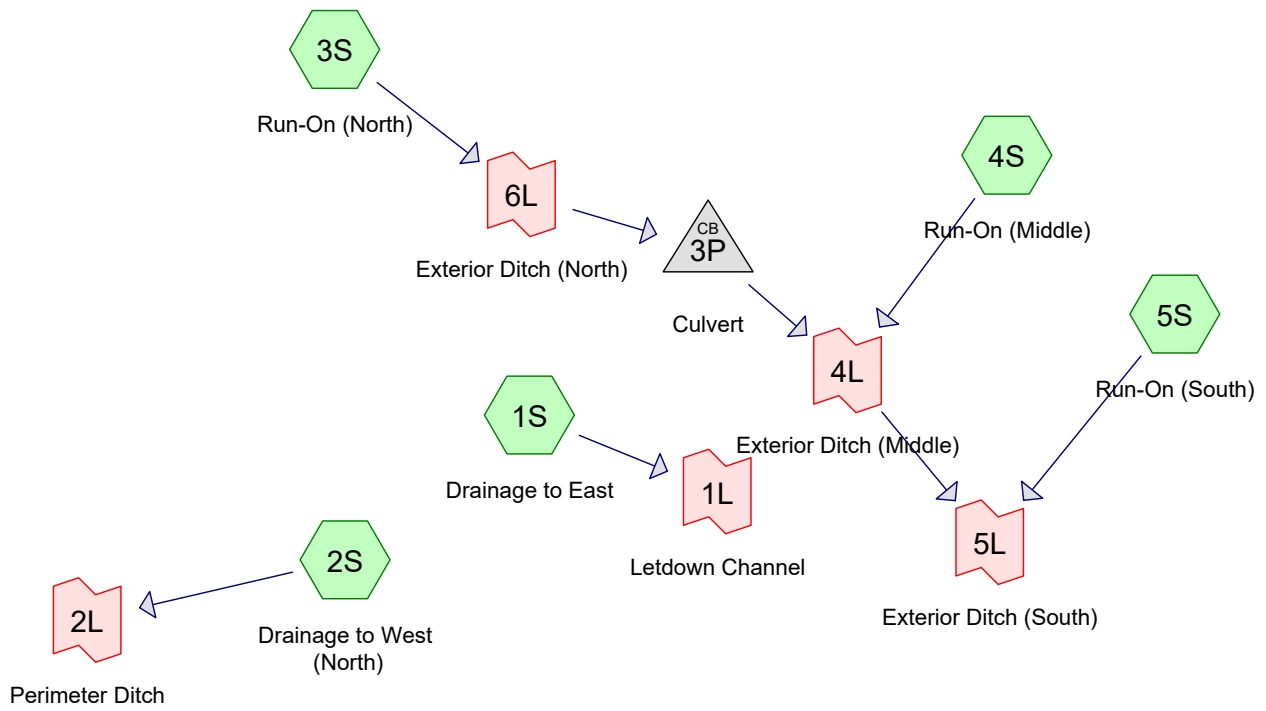 3S
Run-On (North)
6L
Exterior Ditch (North)
CB
3P
Culvert
4S
Run-On (Middle)
5S
Run-On (South)
4L
Exterior Ditch (Middle)
1S
Drainage to East
1L
Letdown Channel
5L
Exterior Ditch (South)
2S
Drainage to West
(North)
2L
Perimeter Ditch